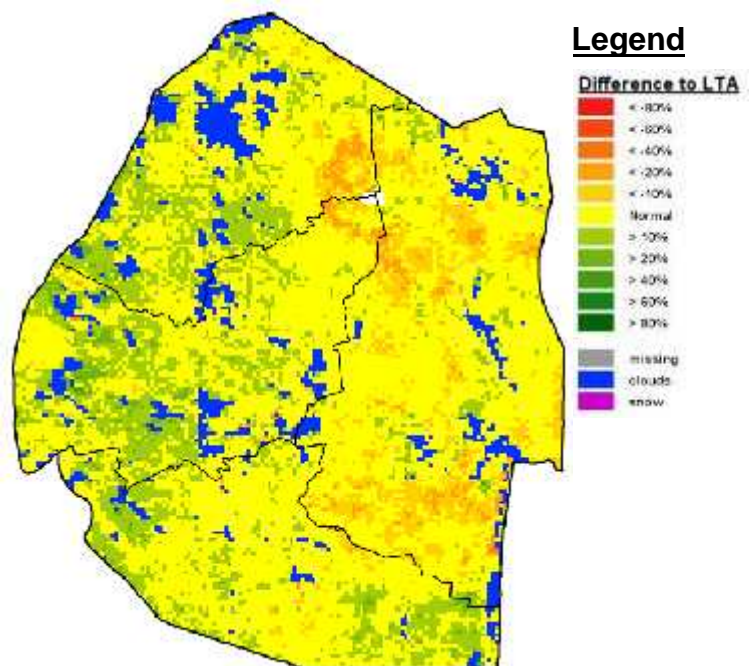 Legend
Difference to LTA
< -80%
< -60%
< -40%
< -20%
< -10%
Normal
> 10%
> 20%
> 40%
> 60%
> 80%
missing
clouds
snow